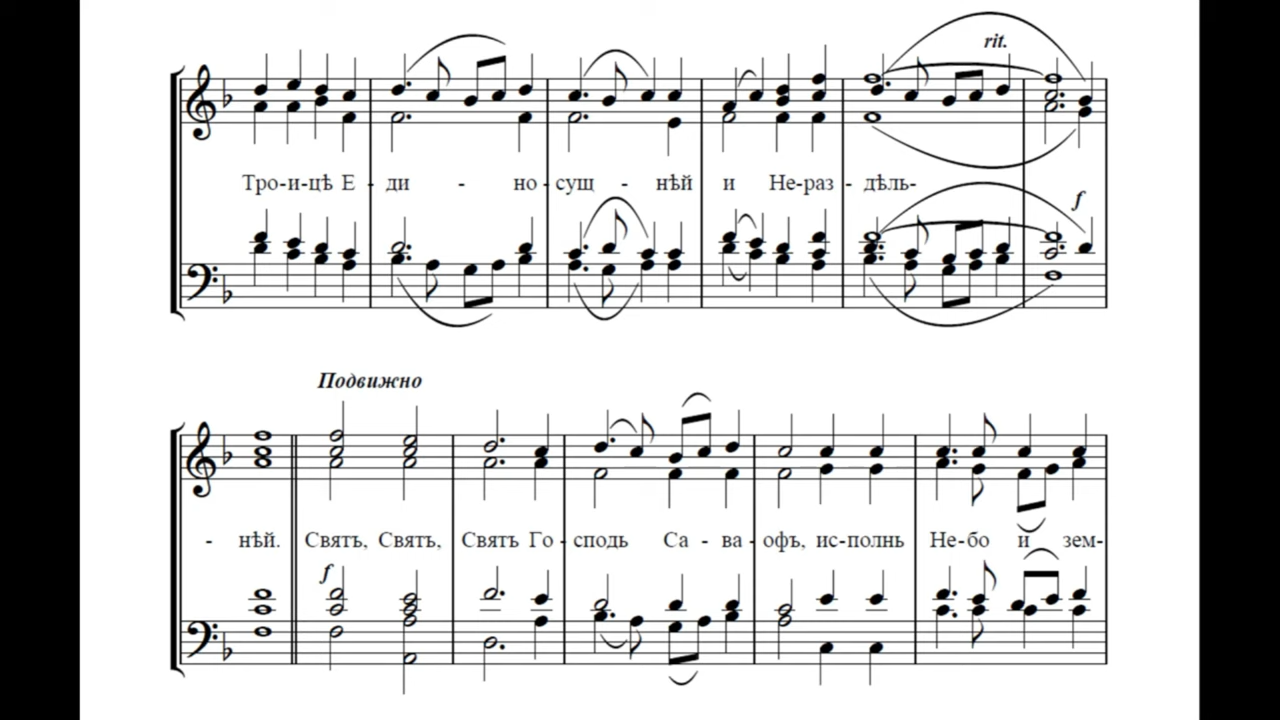 rit.
Тро-и-цѣ Е - ди - но - сущ - нѣй и Не-раз - дѣль-
f
Подвижно
- нѣй. Святъ, Святъ, Святъ Го - сподь Са - ва - офъ, ис-полнь Не-бо и зем-
f